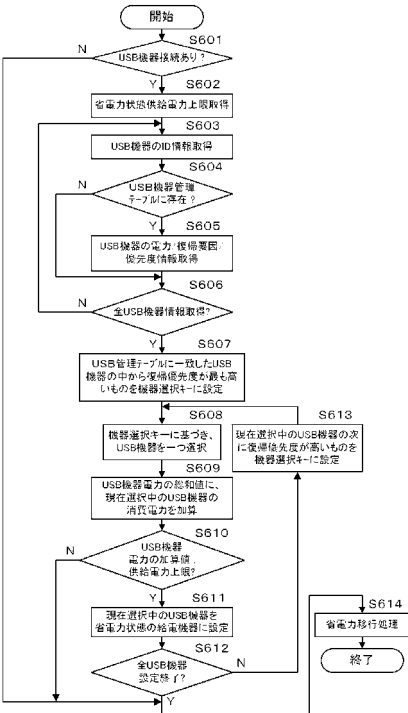 開始
S601
N
USB機器接続あり?
Y
S602
省電力状態供給電力上限取得
S603
USB機器のID情報取得
S604
N
USB機器管理
テーブルに存在?
Y
S605
USB機器の電力/復帰要因/
優先度情報取得
S606
N
全USB機器情報取得?
Y
S607
USB管理テーブルに一致したUSB
機器の中から復帰優先度が最も高
いものを機器選択キーに設定
S608
機器選択キーに基づき、
USB機器を一つ選択
S613
現在選択中のUSB機器の次
に復帰優先度が高いものを
機器選択キーに設定
S609
USB機器電力の総和値に、
現在選択中のUSB機器の
消費電力を加算
S610
N
USB機器
電力の加算値
供給電力上限?
Y
S611
現在選択中のUSB機器を
省電力状態の給電機器に設定
S612
全USB機器
設定終了?
N
Y
S614
省電力移行処理
終了